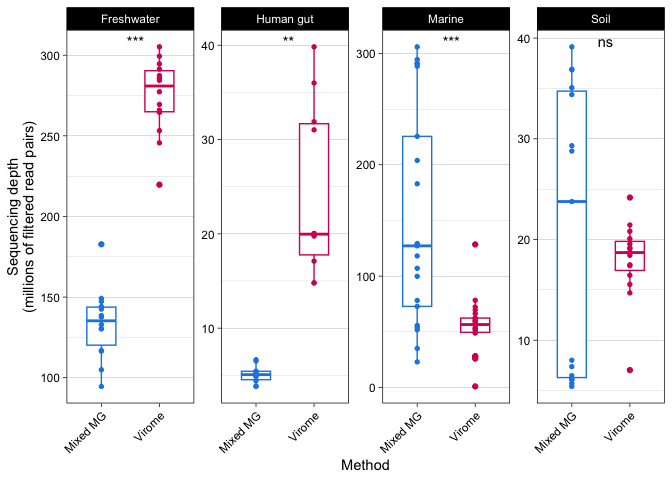 Freshwater Human gut Marine Soil
*** ** *** ns
Sequencing depth
(millions of filtered read pairs)
300
250
200
150
100
40
30
20
10
300
200
100
0
40
30
20
10
Mixed MG Virome Mixed MG Virome Mixed MG Virome Mixed MG Virome
Method